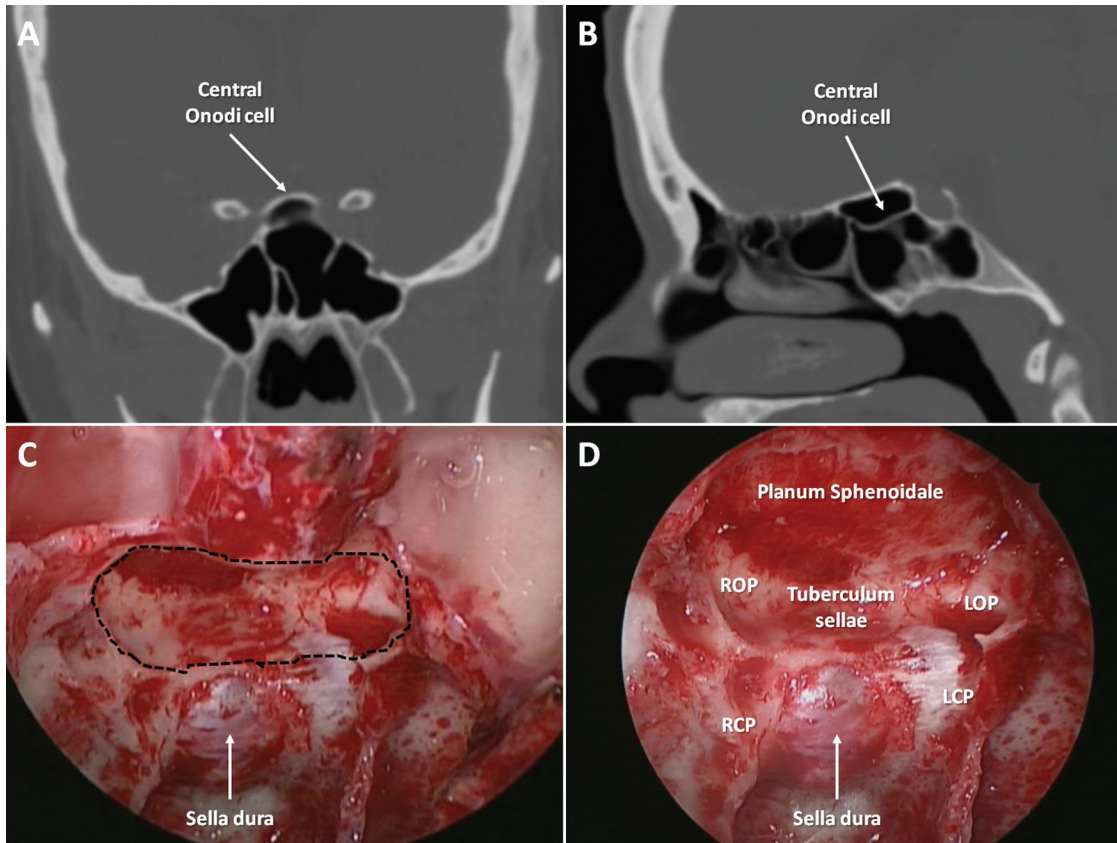 A
Central
Onodi cell
B
Central
Onodi cell
C
Sella dura
D
Planum Sphenoidale
ROP
Tuberculum
sellae
LOP
RCP
LCP
Sella dura